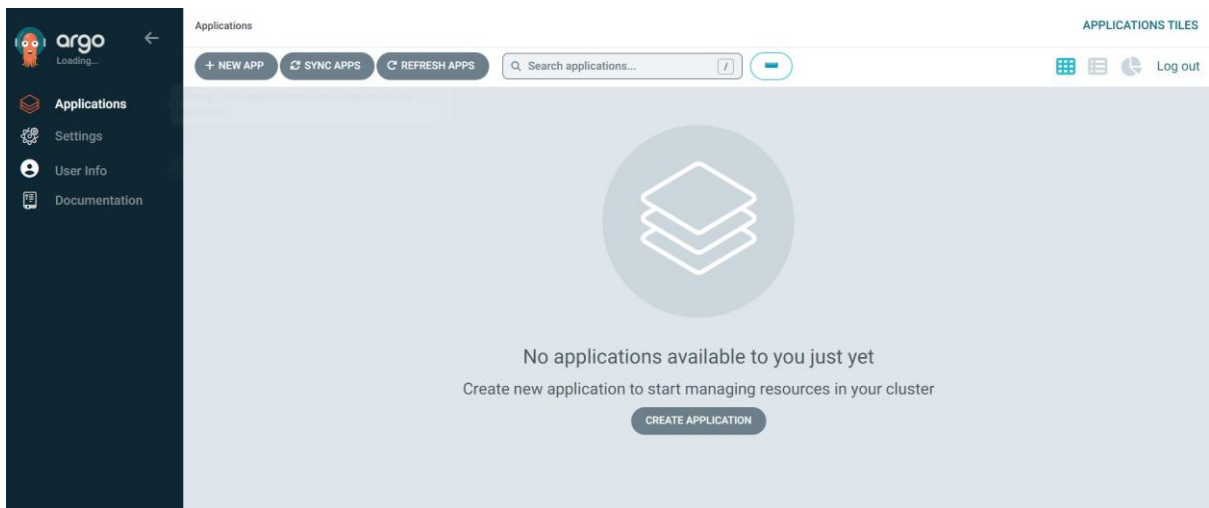 argo
Loading...
Applications
Settings
User Info
Documentation
Applications
APPLICATIONS TILES
+ NEW APP
SYNC APPS
REFRESH APPS
Search applications...
/
Log out
No applications available to you just yet
Create new application to start managing resources in your cluster
CREATE APPLICATION